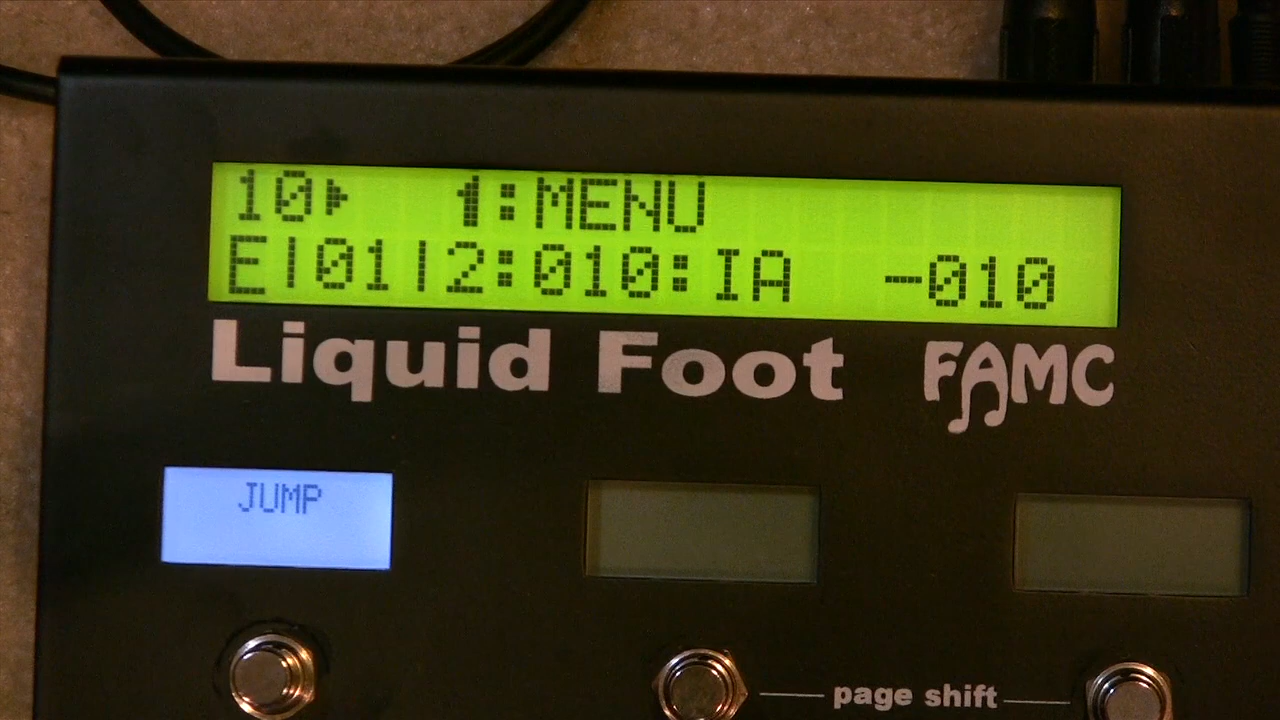 10▶ 1:MENU
E|01|2:010:IA -010
Liquid Foot FAMC
JUMP
page shift